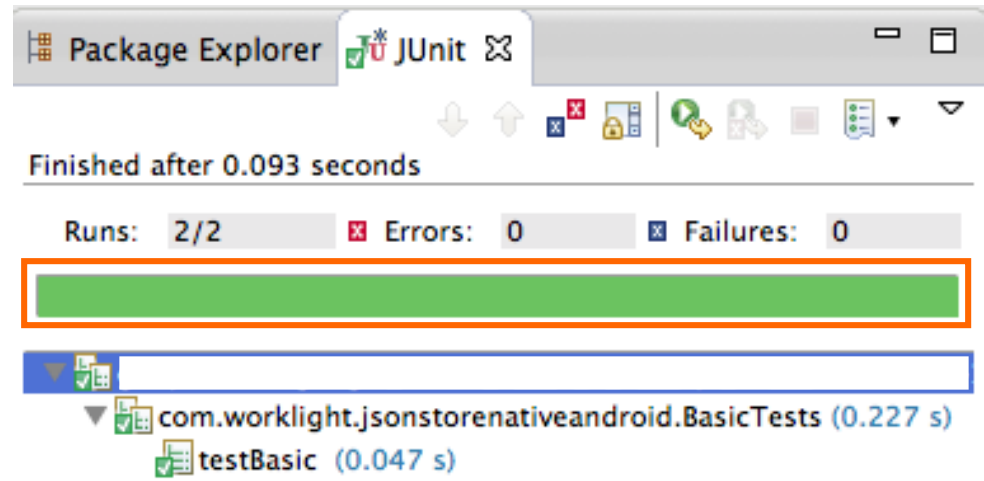 Package Explorer JUnit
Finished after 0.093 seconds
Runs: 2/2 Errors: 0 Failures: 0
com.worklight.jsonstorenativeandroid.BasicTests (0.227 s)
testBasic (0.047 s)